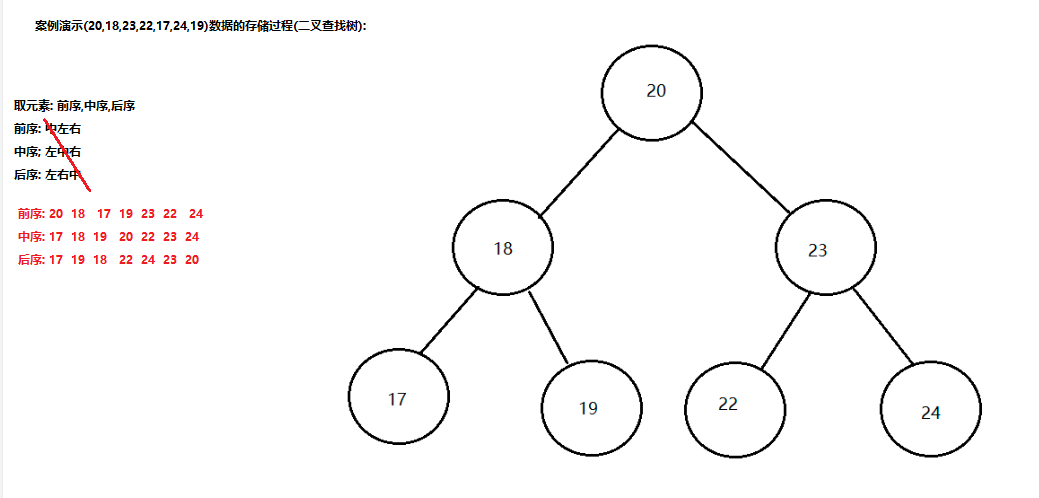 案例演示(20,18,23,22,17,24,19)数据的存储过程(二叉查找树):
取元素: 前序,中序,后序
前序: 中左右
中序; 左中右
后序: 左右中
前序: 20 18 17 19 23 22 24
中序: 17 18 19 20 22 23 24
后序: 17 19 18 22 24 23 20
20
18
23
17
19
22
24